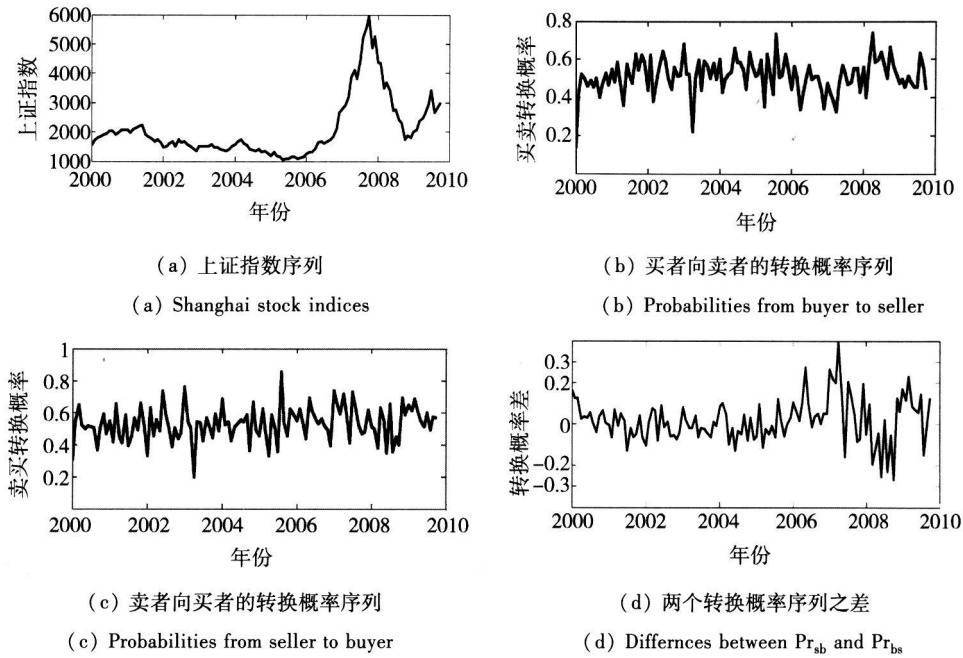 6000
5000
4000
3000
2000
1000
2000 2002 2004 2006 2008 2010
上证指数
年份
(a) 上证指数序列
(a) Shanghai stock indices
0.8
0.6
0.4
0.2
2000 2002 2004 2006 2008 2010
买卖转换概率
年份
(b) 买者向卖者的转换概率序列
(b) Probabilities from buyer to seller
1
0.8
0.6
0.4
0.2
2000 2002 2004 2006 2008 2010
卖买转换概率
年份
(c) 卖者向买者的转换概率序列
(c) Probabilities from seller to buyer
0.3
0.2
0
-0.2
-0.3
2000 2002 2004 2006 2008 2010
转换概率差
年份
(d) 两个转换概率序列之差
(d) Differnces between Pr_sb and Pr_bs